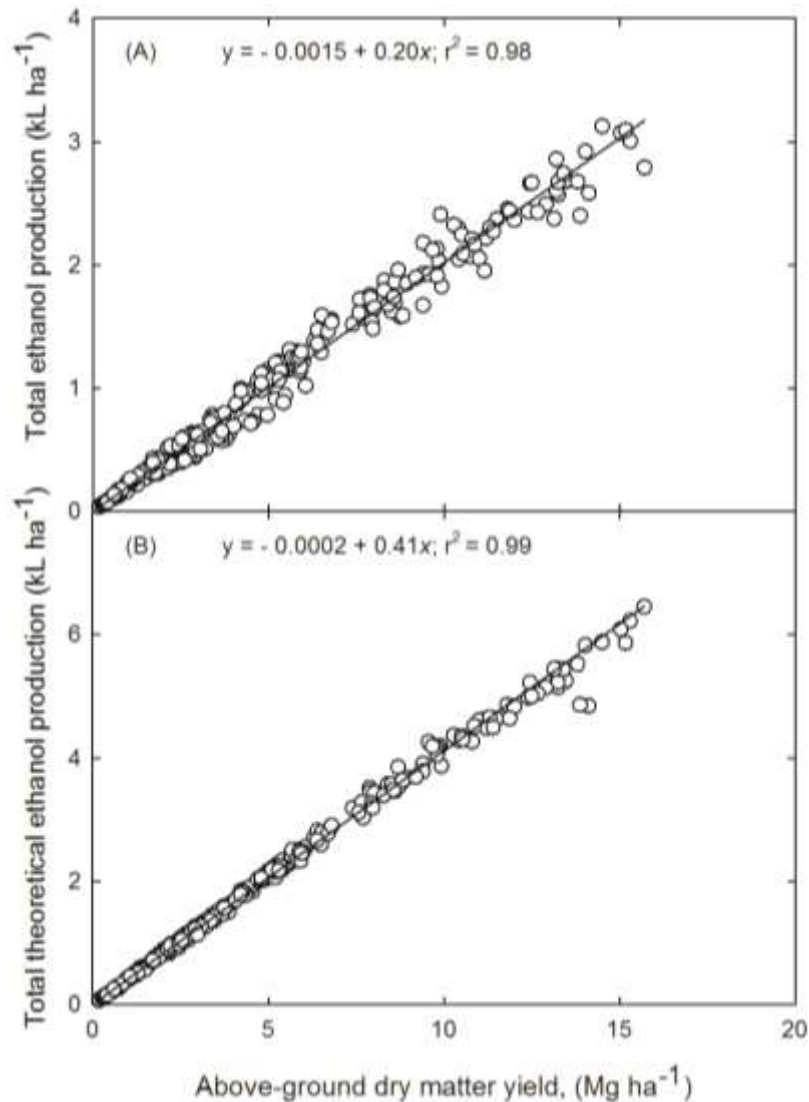 4
(A) y = - 0.0015 + 0.20x; r² = 0.98
3
2
1
0
Total ethanol production (kL ha⁻¹)
(B) y = - 0.0002 + 0.41x; r² = 0.99
6
4
2
0
Total theoretical ethanol production (kL ha⁻¹)
0 5 10 15 20
Above-ground dry matter yield, (Mg ha⁻¹)